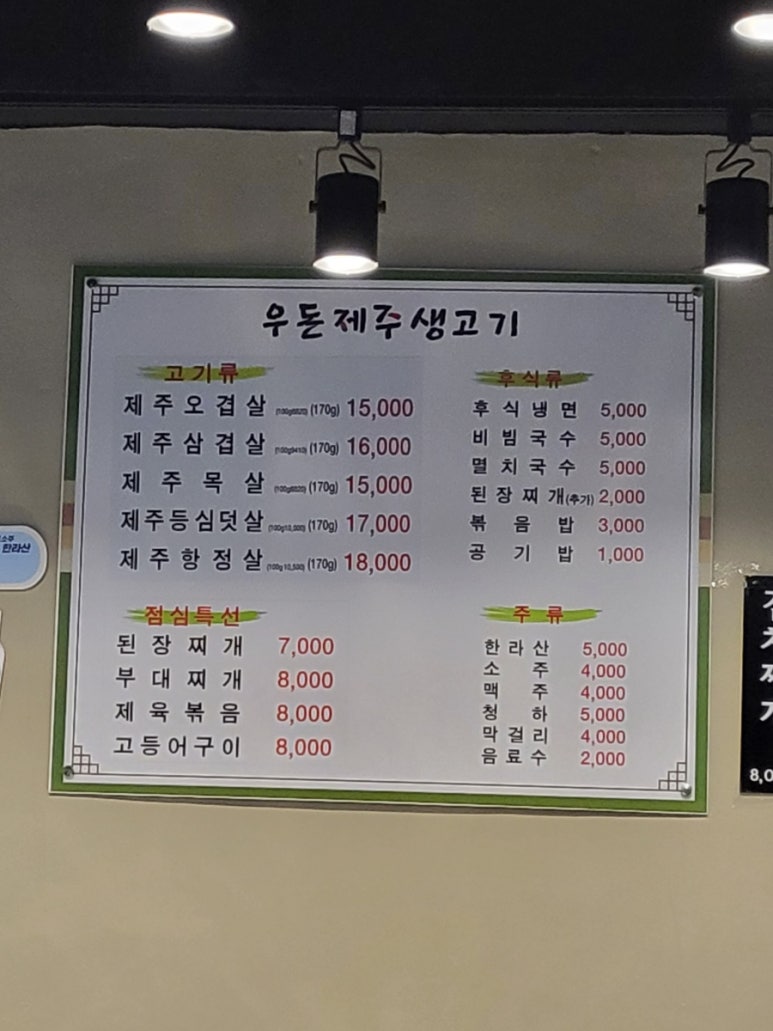 우돈제주생고기
고기류
제주오겹살 (100g8820) (170g) 15,000
제주삼겹살 (100g9410) (170g) 16,000
제주목살 (100g8820) (170g) 15,000
제주등심덧살 (100g10,000) (170g) 17,000
제주항정살 (100g 10,590) (170g) 18,000
점심특선
된장찌개 7,000
부대찌개 8,000
제육볶음 8,000
고등어구이 8,000
후식류
후식냉면 5,000
비빔국수 5,000
멸치국수 5,000
된장찌개(추가) 2,000
볶음밥 3,000
공기밥 1,000
주류
한라산 5,000
소주 4,000
맥주 4,000
청하 5,000
막걸리 4,000
음료수 2,000
소주
한라산